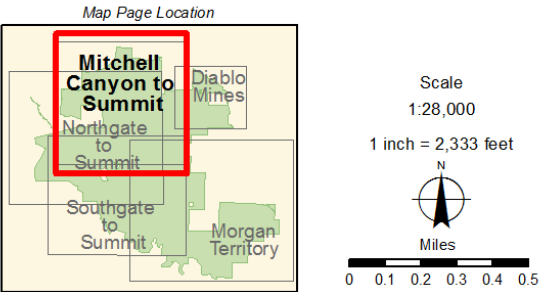 Map Page Location
Mitchell
Canyon to
Summit
Diablo
Mines
Northgate
to
Summit
Southgate
to
Summit
Morgan
Territory
Scale
1:28,000
1 inch = 2,333 feet
N
Miles
0 0.1 0.2 0.3 0.4 0.5